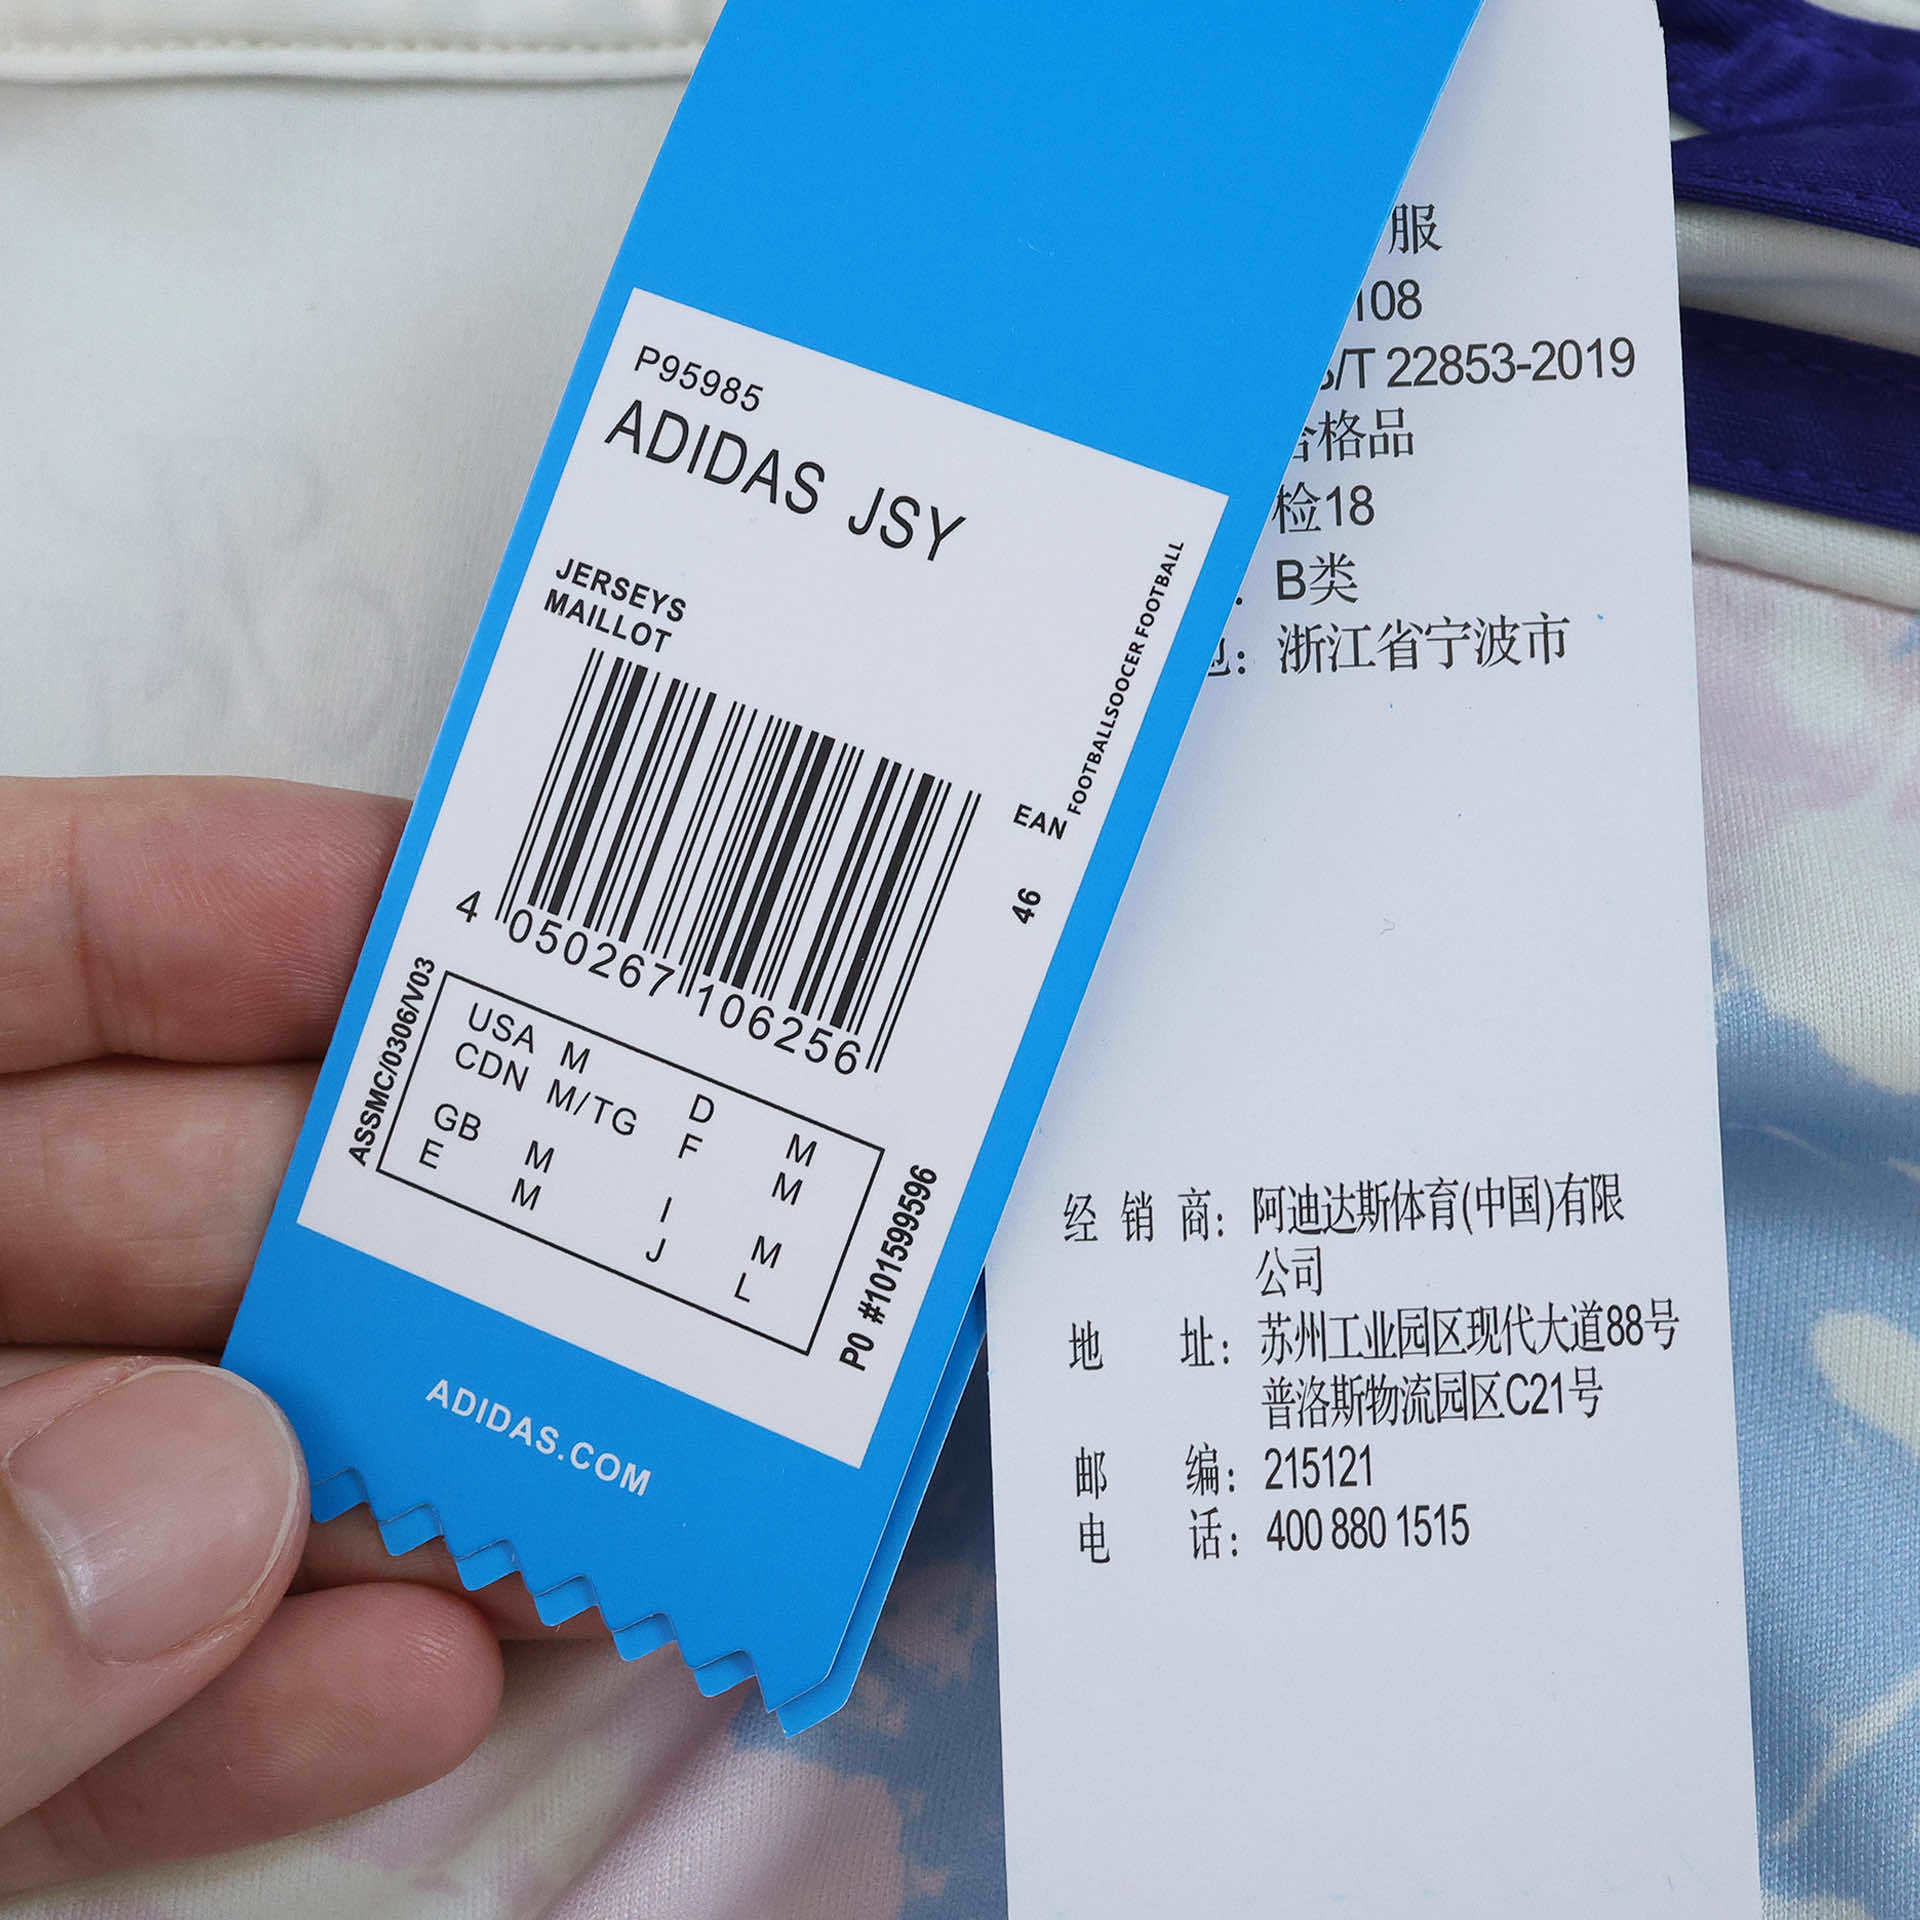 P95985
ADIDAS JSY
JERSEYS
MAILLOT
FOOTBALLSOOCER FOOTBALL
EAN
46
4 050267 106256
ASSMC/0306/V03
USA M D M
CDN M/TG F M
GB M I M
E M J L
PO #10159596
ADIDAS.COM
服
108
/T 22853-2019
合格品
检18
B类
: 浙江省宁波市
经销商: 阿迪达斯体育(中国)有限
公司
地址: 苏州工业园区现代大道88号
普洛斯物流园区C21号
邮编: 215121
电话: 400 880 1515